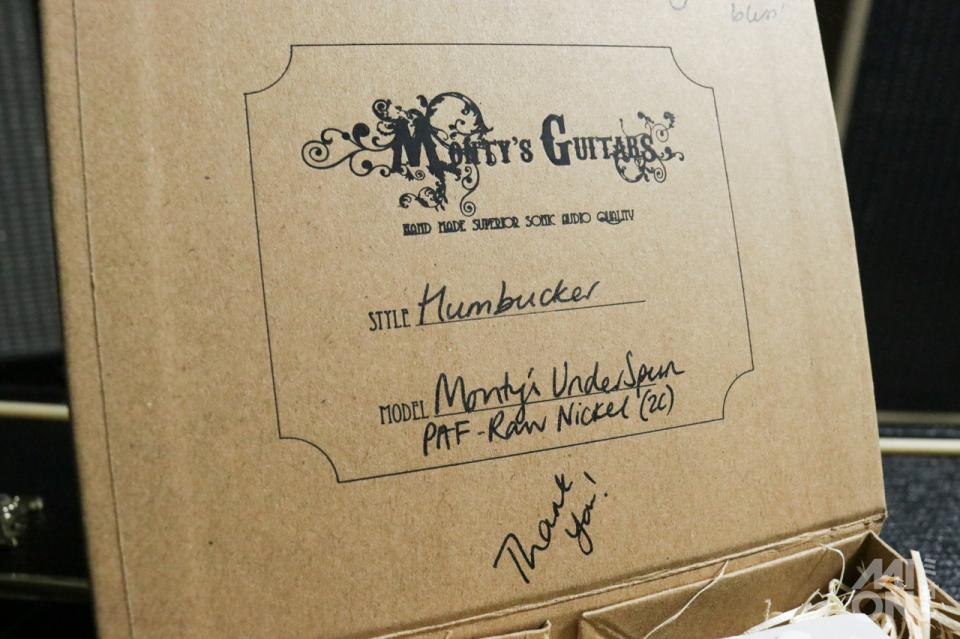 bless!
MONTY'S GUITARS
HAND MADE SUPERIOR SONIC AUDIO QUALITY
STYLE Humbucker
MODEL Monty's UnderSpun
PAF-Raw Nickel (2C)
Thank
You!